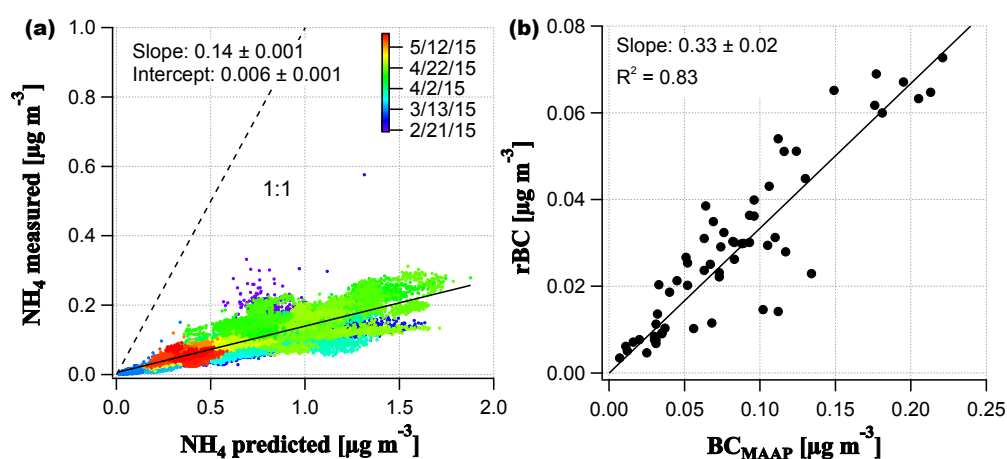 (a)
Slope: 0.14 ± 0.001
Intercept: 0.006 ± 0.001
5/12/15
4/22/15
4/2/15
3/13/15
2/21/15
1:1
NH4 measured [µg m-3]
1.0
0.8
0.6
0.4
0.2
0.0
0.0 0.5 1.0 1.5 2.0
NH4 predicted [µg m-3]
(b)
Slope: 0.33 ± 0.02
R2 = 0.83
rBC [µg m-3]
0.08
0.06
0.04
0.02
0.00
0.00 0.05 0.10 0.15 0.20 0.25
BCMAAP [µg m-3]